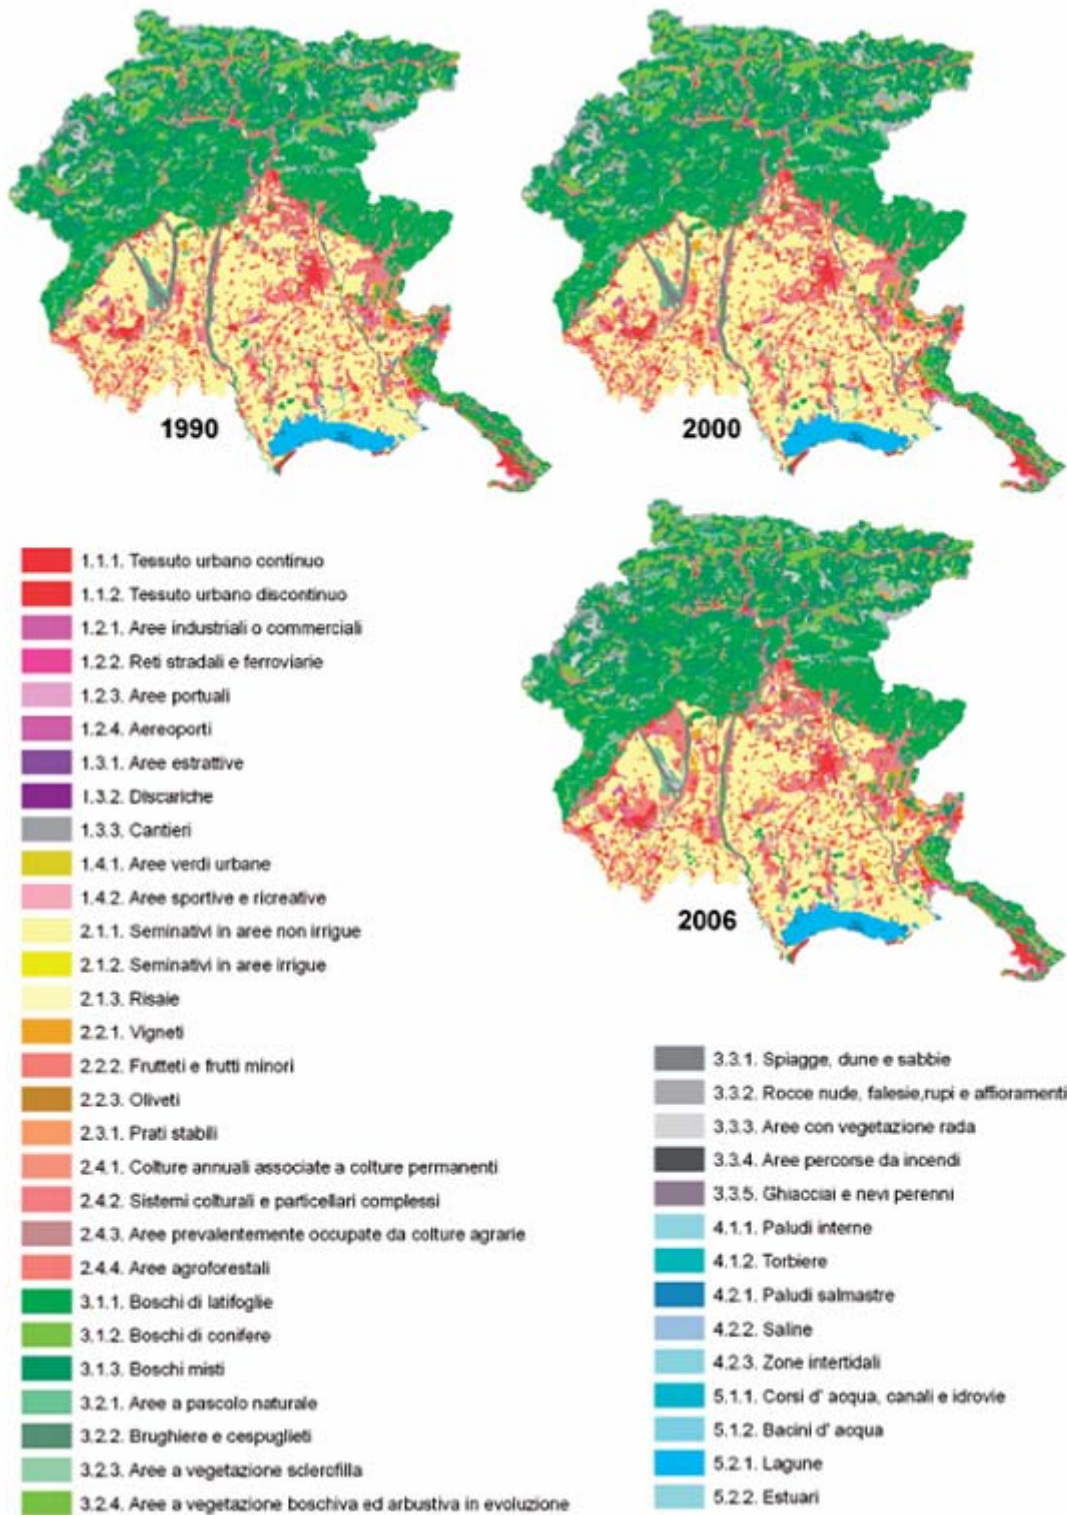 1990
2000
2006
1.1.1. Tessuto urbano continuo
1.1.2. Tessuto urbano discontinuo
1.2.1. Aree industriali o commerciali
1.2.2. Reti stradali e ferroviarie
1.2.3. Aree portuali
1.2.4. Aereoporti
1.3.1. Aree estrattive
1.3.2. Discariche
1.3.3. Cantieri
1.4.1. Aree verdi urbane
1.4.2. Aree sportive e ricreative
2.1.1. Seminativi in aree non irrigue
2.1.2. Seminativi in aree irrigue
2.1.3. Risaie
2.2.1. Vigneti
2.2.2. Frutteti e frutti minori
2.2.3. Oliveti
2.3.1. Prati stabili
2.4.1. Colture annuali associate a colture permanenti
2.4.2. Sistemi colturali e particellari complessi
2.4.3. Aree prevalentemente occupate da colture agrarie
2.4.4. Aree agroforestali
3.1.1. Boschi di latifoglie
3.1.2. Boschi di conifere
3.1.3. Boschi misti
3.2.1. Aree a pascolo naturale
3.2.2. Brughiere e cespuglieti
3.2.3. Aree a vegetazione sclerofilla
3.2.4. Aree a vegetazione boschiva ed arbustiva in evoluzione
3.3.1. Spiagge, dune e sabbie
3.3.2. Rocce nude, falesie,rupi e affioramenti
3.3.3. Aree con vegetazione rada
3.3.4. Aree percorse da incendi
3.3.5. Ghiacciai e nevi perenni
4.1.1. Paludi interne
4.1.2. Torbiere
4.2.1. Paludi salmastre
4.2.2. Saline
4.2.3. Zone intertidali
5.1.1. Corsi d' acqua, canali e idrovie
5.1.2. Bacini d' acqua
5.2.1. Lagune
5.2.2. Estuari